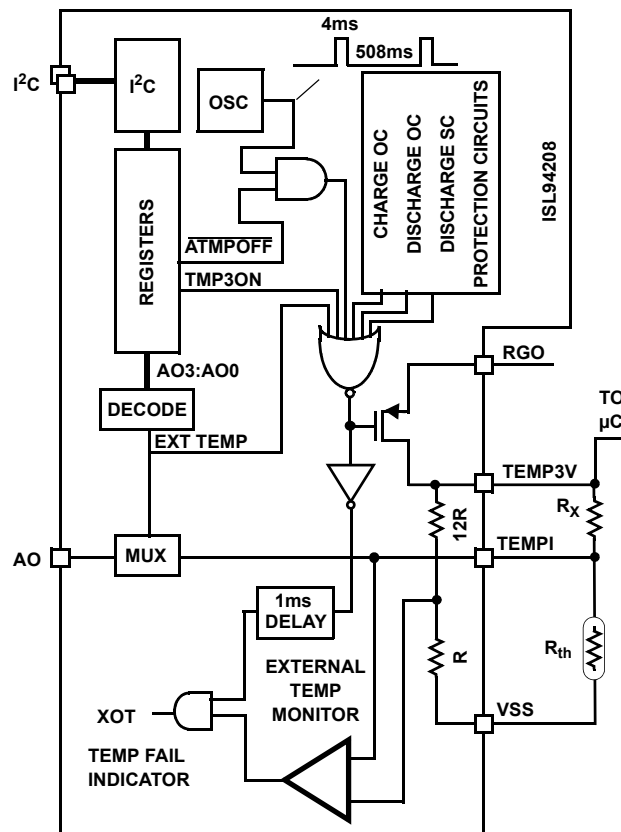 4ms
508ms
I²C
I²C
OSC
CHARGE OC
DISCHARGE OC
DISCHARGE SC
PROTECTION CIRCUITS
ISL94208
REGISTERS
ATMPOFF
TMP3ON
AO3:AO0
DECODE
EXT TEMP
RGO
TO
µC
TEMP3V
12R
RX
AO
MUX
TEMPI
1ms
DELAY
R
Rth
EXTERNAL
TEMP
MONITOR
VSS
XOT
TEMP FAIL
INDICATOR